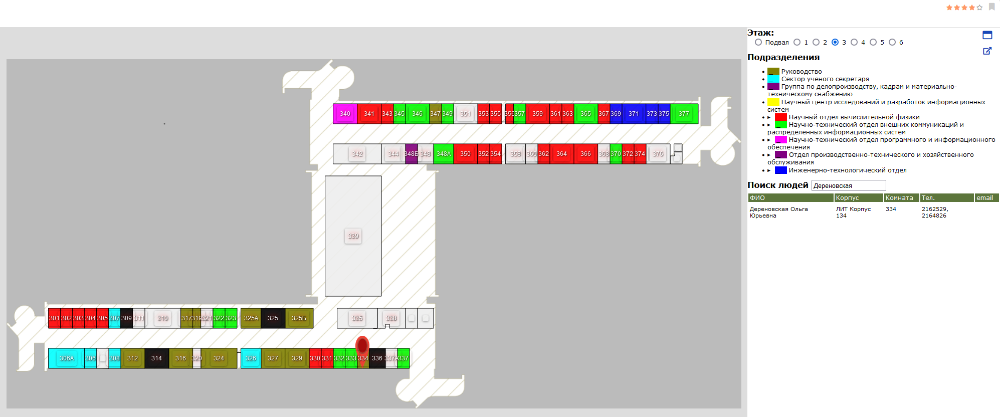 Этаж:
Подвал 1 2 3 4 5 6
Подразделения
_ Руководство
_ Сектор ученого секретаря
_ Группа по делопроизводству, кадрам и материально-
техническому снабжению
_ Научный центр исследований и разработок информационных
систем
Научный отдел вычислительной физики
_ Научно-технический отдел внешних коммуникаций и
распределенных информационных систем
_ Научно-технический отдел программного и информационного
обеспечения
_ Отдел производственно-технического и хозяйственного
обслуживания
Инженерно-технологический отдел
Поиск людей Дереновская
ФИО Корпус Комната Тел. email
Дереновская Ольга ЛИТ Корпус 334 2162529,
Юрьевна 134 2164826
340 341 343 345 346 347 349 351 353 355 356 357 359 361 363 365 367 369 371 373 375 377
342 344 348Б 348 348А 350 352 354 358 360 362 364 366 368 370 372 374 376
339
301 302 303 304 305 307 309 311 310 317 319 321 322 323 325А 325 325Б 335 338
306А 306 308 312 314 316 320 324 326 327 329 330 331 332 333 334 336 337А 337